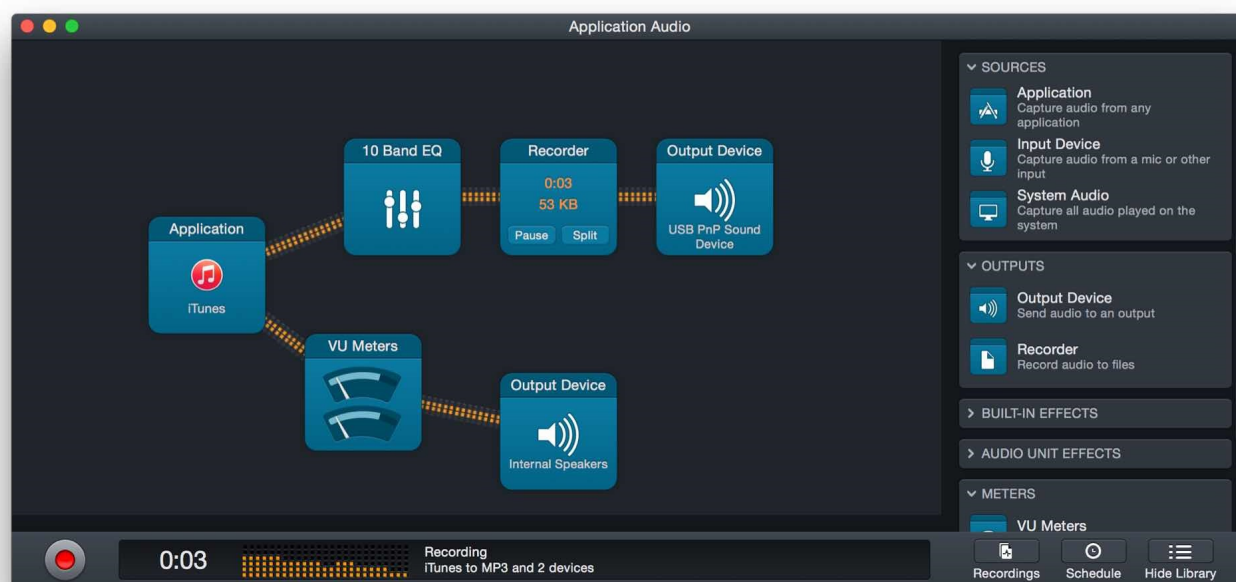 Application Audio
10 Band EQ
Recorder
0:03
53 KB
Pause
Split
Output Device
USB PnP Sound
Device
Application
iTunes
VU Meters
Output Device
Internal Speakers
SOURCES
Application
Capture audio from any
application
Input Device
Capture audio from a mic or other
input
System Audio
Capture all audio played on the
system
OUTPUTS
Output Device
Send audio to an output
Recorder
Record audio to files
BUILT-IN EFFECTS
AUDIO UNIT EFFECTS
METERS
VU Meters
0:03
Recording
iTunes to MP3 and 2 devices
Recordings
Schedule
Hide Library